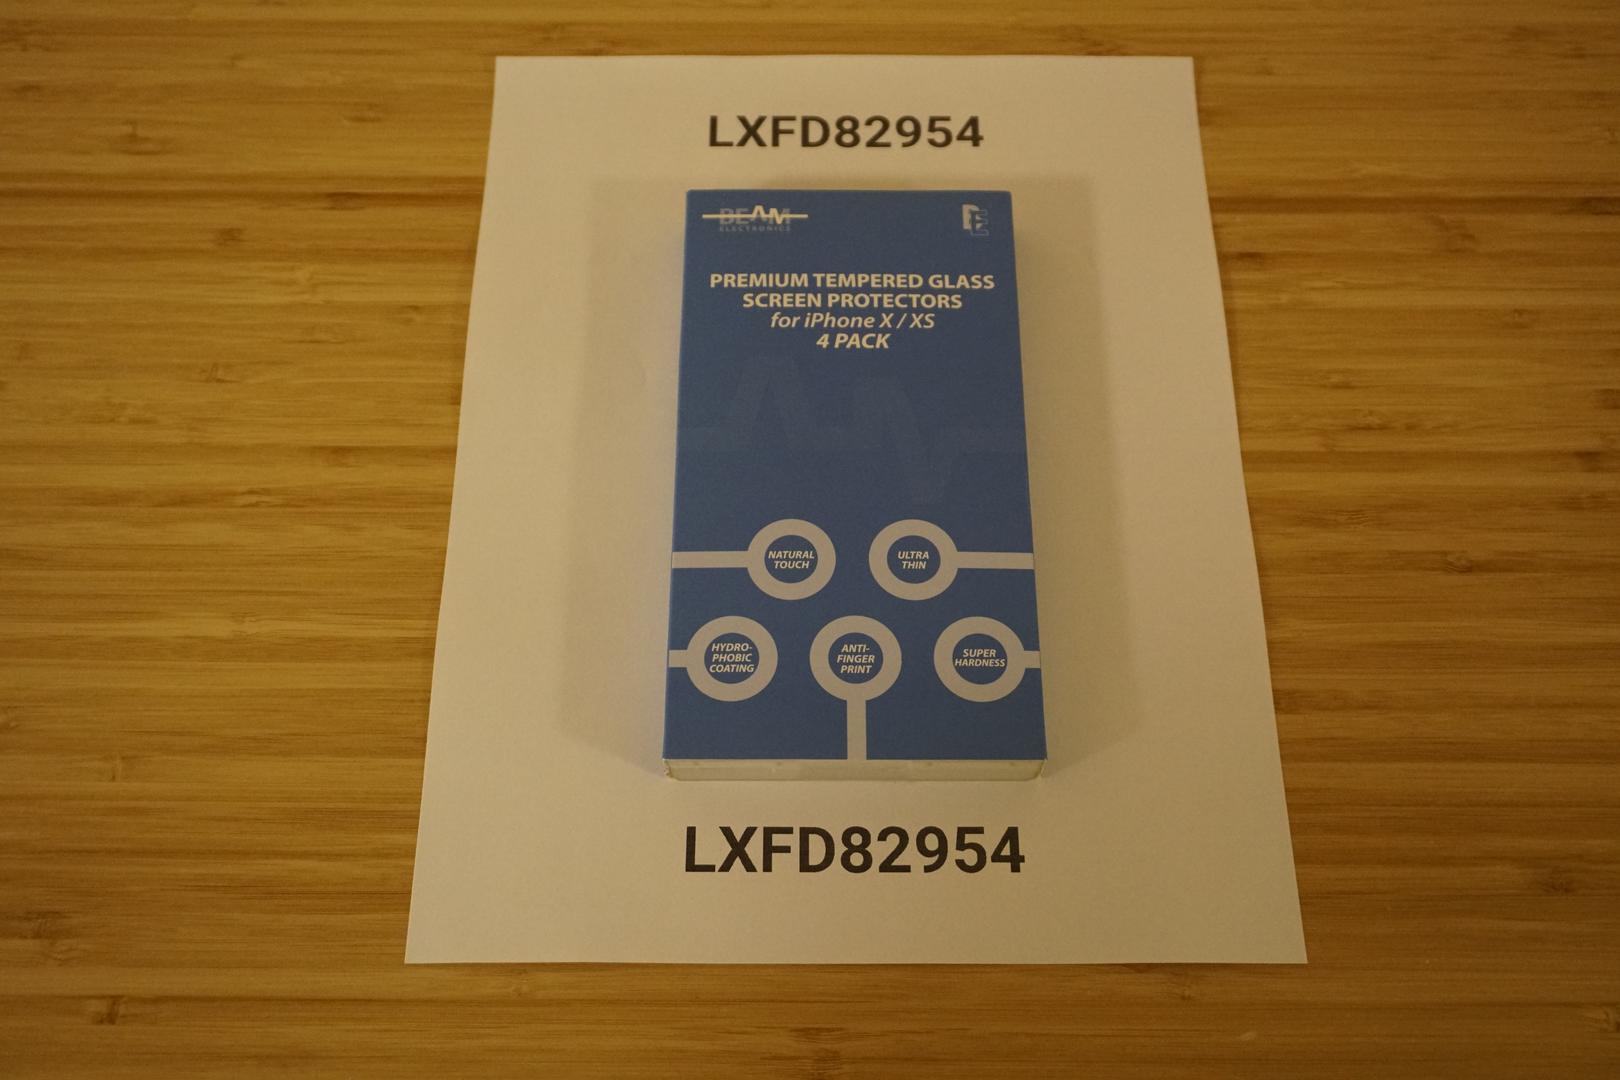 LXFD82954
BEAM
ELECTRONICS
BE
PREMIUM TEMPERED GLASS
SCREEN PROTECTORS
for iPhone X / XS
4 PACK
NATURAL
TOUCH
ULTRA
THIN
HYDRO-
PHOBIC
COATING
ANTI-
FINGER
PRINT
SUPER
HARDNESS
LXFD82954